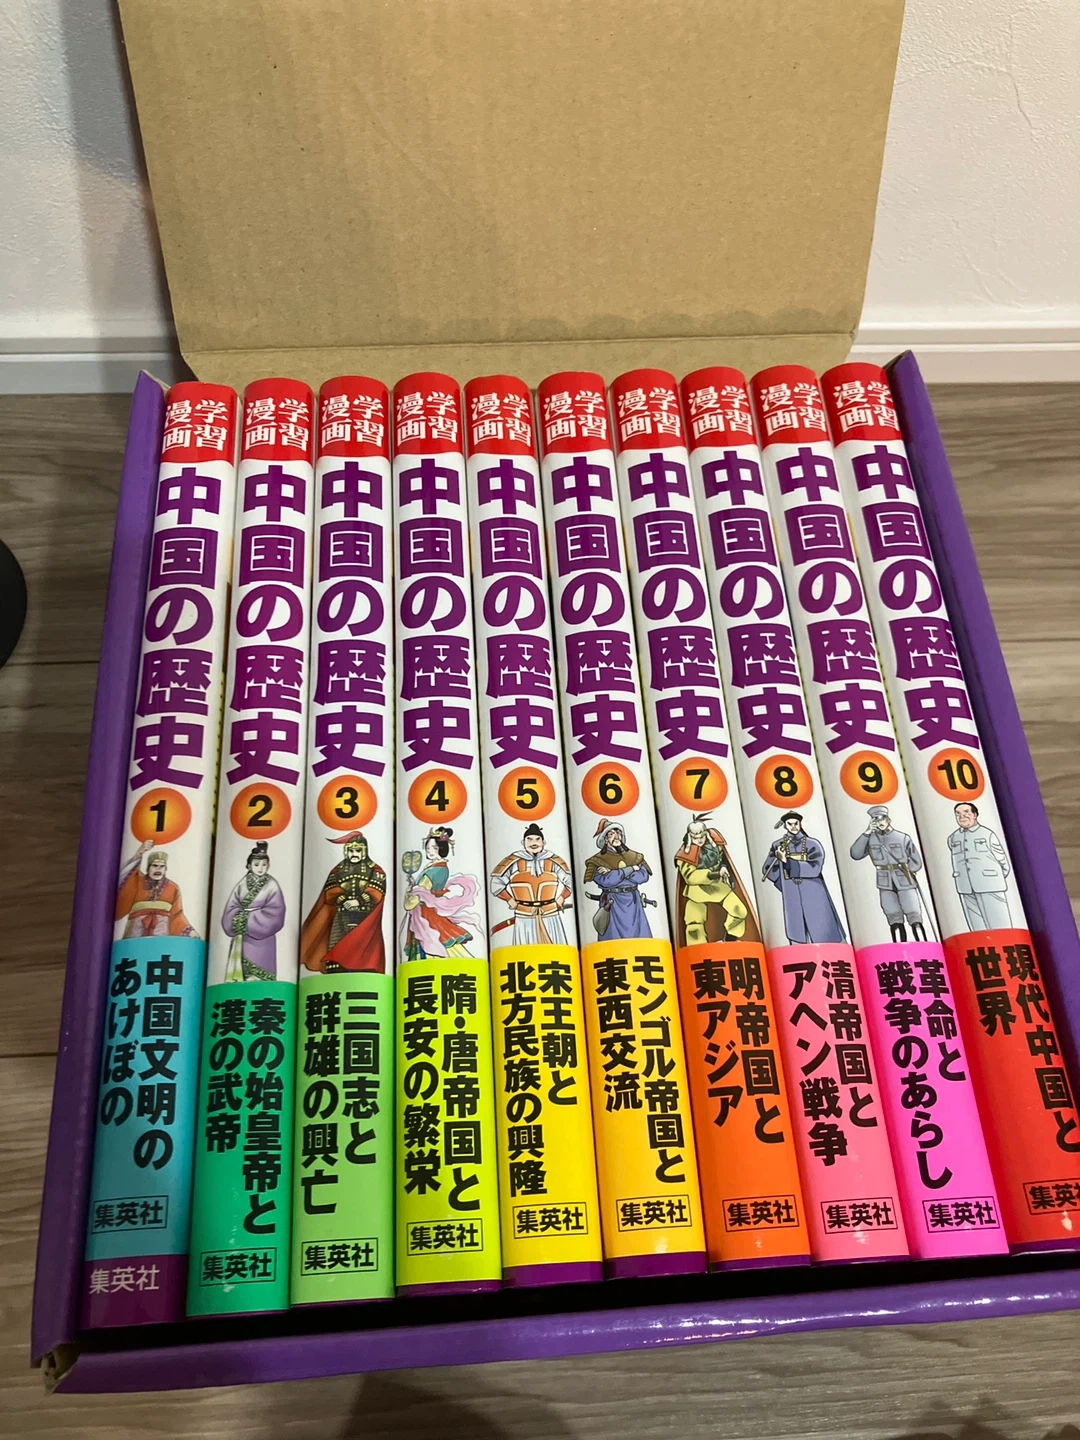 学習
漫画
中国の歴史
1
中国文明の
あけぼの
集英社
集英社
学習
漫画
中国の歴史
2
秦の始皇帝と
漢の武帝
集英社
学習
漫画
中国の歴史
3
三国志と
群雄の興亡
集英社
学習
漫画
中国の歴史
4
隋・唐帝国と
長安の繁栄
集英社
学習
漫画
中国の歴史
5
宋王朝と
北方民族の興隆
集英社
学習
漫画
中国の歴史
6
モンゴル帝国と
東西交流
集英社
学習
漫画
中国の歴史
7
明帝国と
東アジア
集英社
学習
漫画
中国の歴史
8
清帝国と
アヘン戦争
集英社
学習
漫画
中国の歴史
9
革命と
戦争のあらし
集英社
学習
漫画
中国の歴史
10
現代中国と
世界
集英